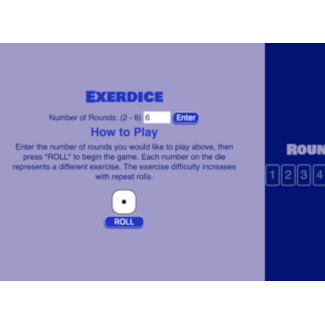 EXERDICE
Number of Rounds: (2 - 8) 6 Enter
How to Play
Enter the number of rounds you would like to play above, then
press "ROLL" to begin the game. Each number on the die
represents a different exercise. The exercise difficulty increases
with repeat rolls.
ROLL
ROUN
1 2 3 4